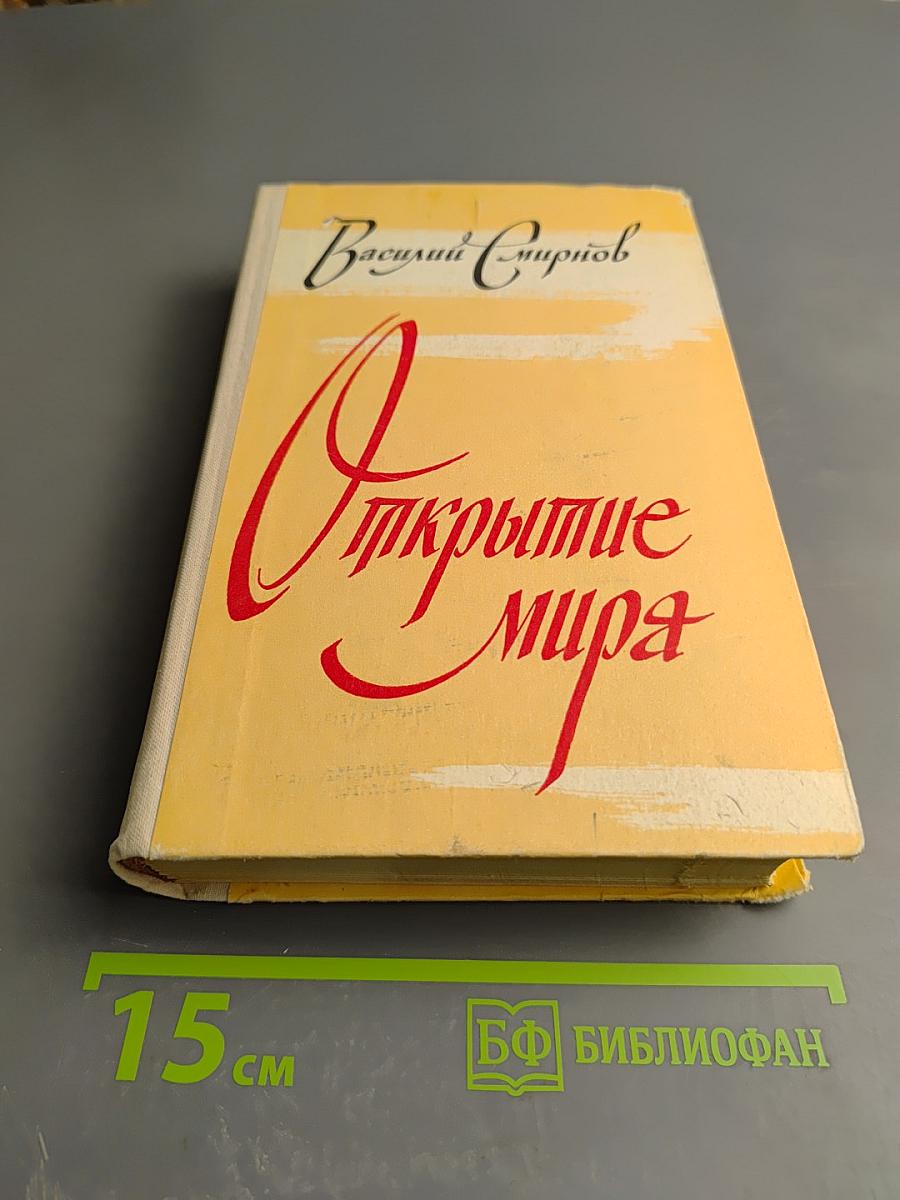 Василий Смирнов
Открытие
мира
15 см
БФ БИБЛИОФАН